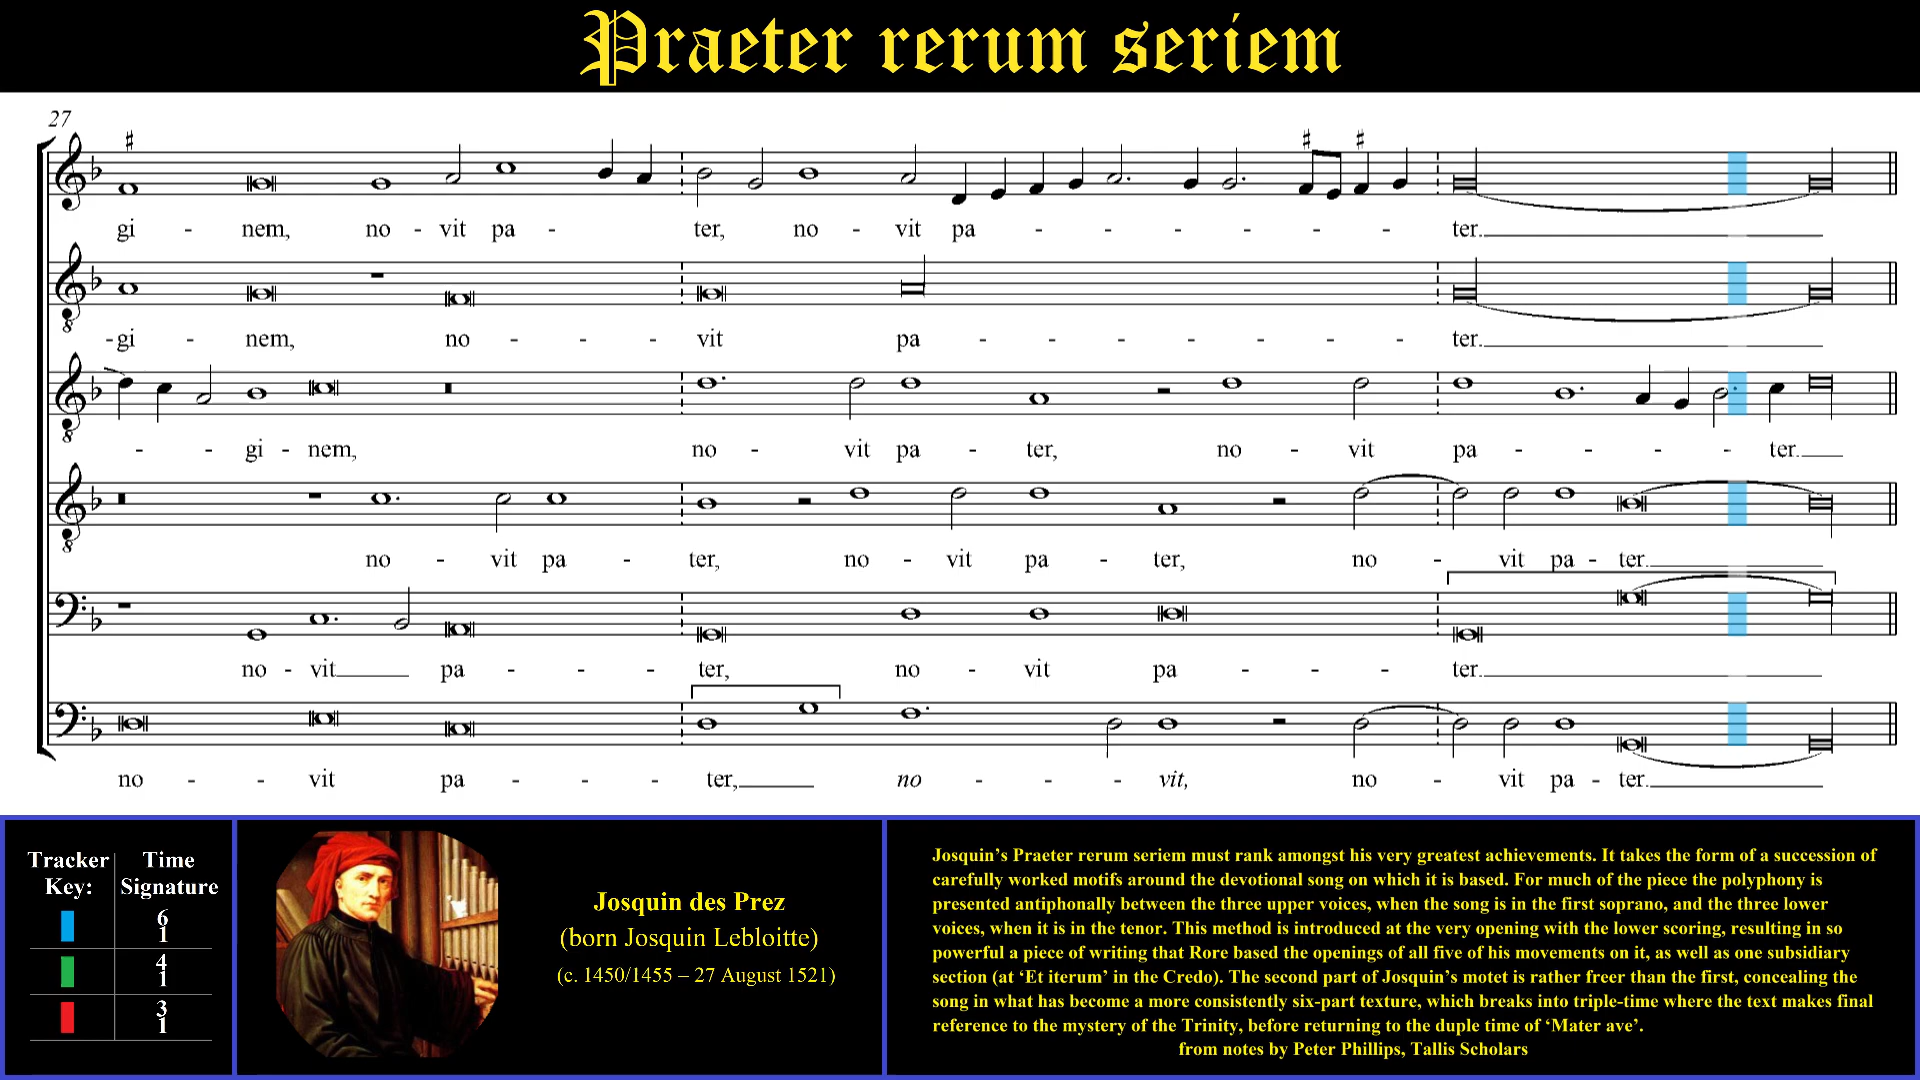 Praeter rerum seriem
27
gi - nem, no - vit pa - ter, no - vit pa - - - - - - ter.
-gi - nem, no - - - vit pa - - - - - - - ter.
- - gi - nem, no - vit pa - ter, no - vit pa - - - - ter.
no - vit pa - ter, no - vit pa - ter, no - vit pa - ter.
no - vit pa - - - ter, no - vit pa - - - ter.
no - - vit pa - - - ter, no - - - vit, no - vit pa - ter.
Tracker Key: Time Signature
6
1
4
1
3
1
Josquin des Prez
(born Josquin Lebloitte)
(c. 1450/1455 – 27 August 1521)
Josquin’s Praeter rerum seriem must rank amongst his very greatest achievements. It takes the form of a succession of
carefully worked motifs around the devotional song on which it is based. For much of the piece the polyphony is
presented antiphonally between the three upper voices, when the song is in the first soprano, and the three lower
voices, when it is in the tenor. This method is introduced at the very opening with the lower scoring, resulting in so
powerful a piece of writing that Rore based the openings of all five of his movements on it, as well as one subsidiary
section (at ‘Et iterum’ in the Credo). The second part of Josquin’s motet is rather freer than the first, concealing the
song in what has become a more consistently six-part texture, which breaks into triple-time where the text makes final
reference to the mystery of the Trinity, before returning to the duple time of ‘Mater ave’.
from notes by Peter Phillips, Tallis Scholars